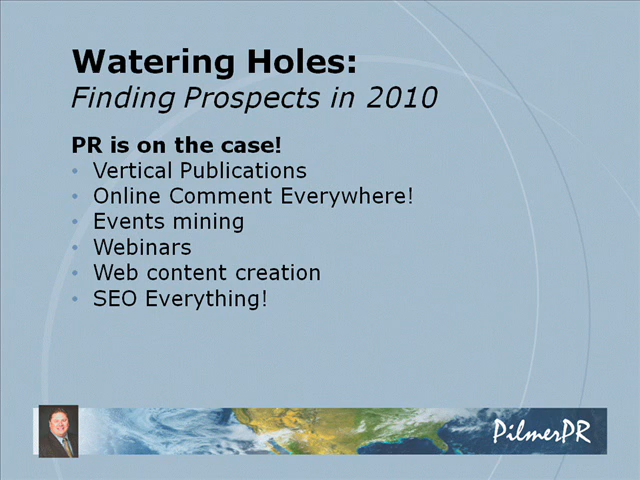 Watering Holes:
Finding Prospects in 2010
PR is on the case!
• Vertical Publications
• Online Comment Everywhere!
• Events mining
• Webinars
• Web content creation
• SEO Everything!
PilmerPR